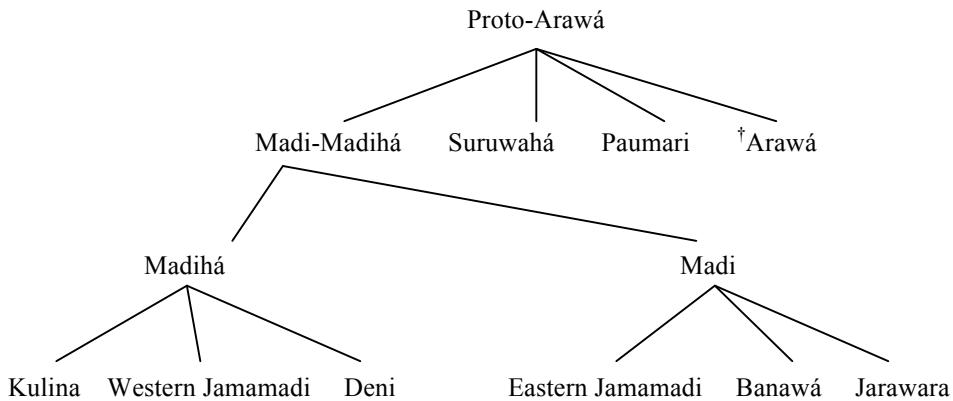 Proto-Arawá
Madi-Madihá Suruwahá Paumari †Arawá
Madihá Madi
Kulina Western Jamamadi Deni Eastern Jamamadi Banawá Jarawara